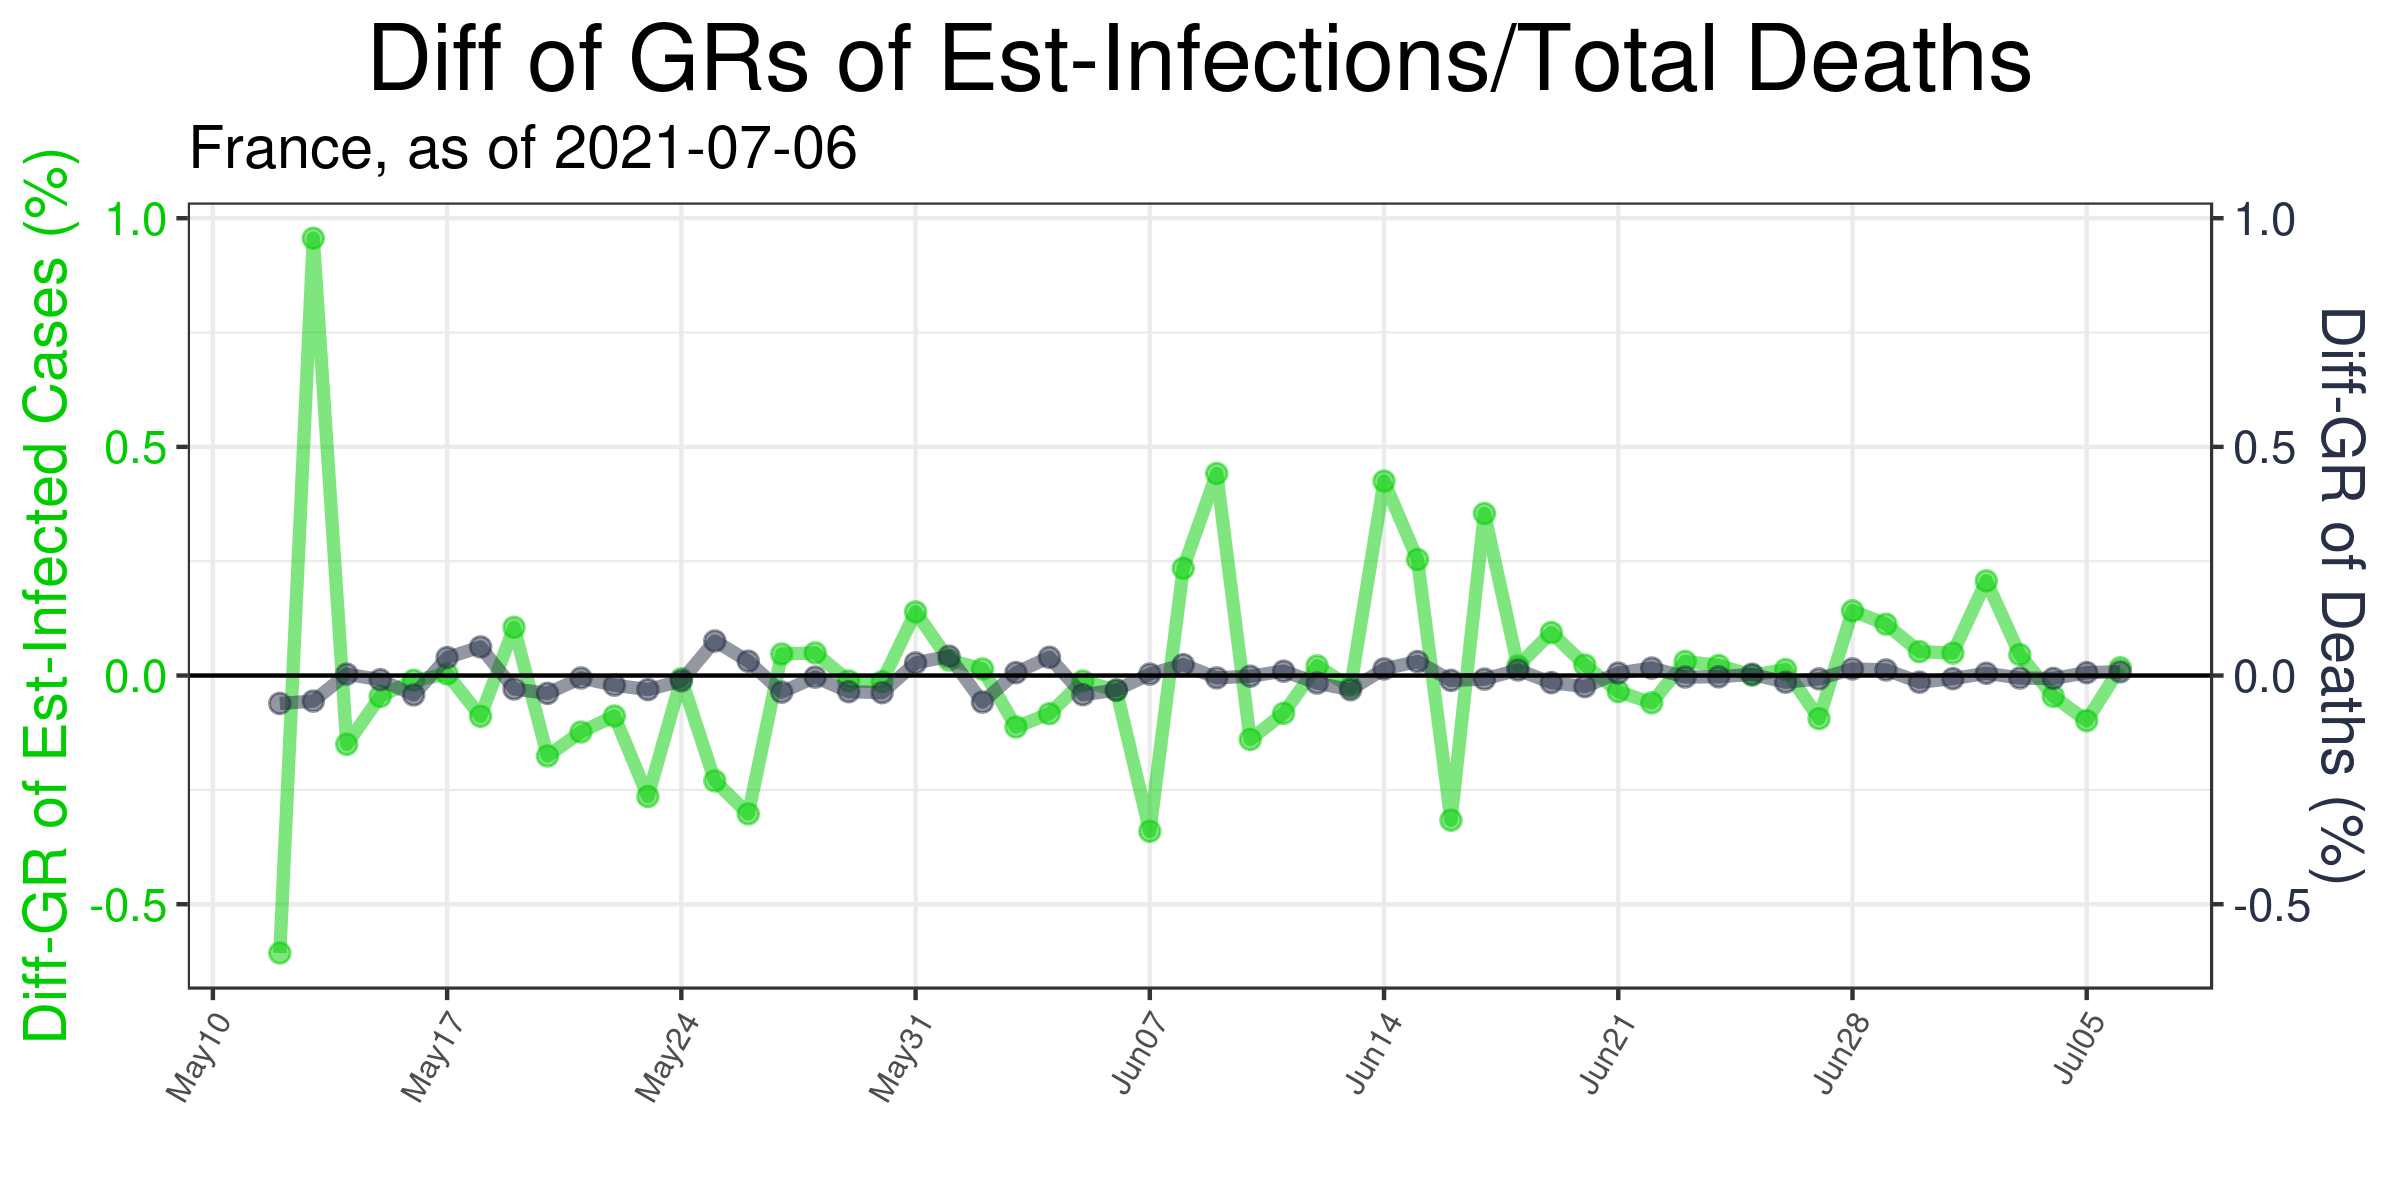 Diff of GRs of Est-Infections/Total Deaths
France, as of 2021-07-06
Diff-GR of Est-Infected Cases (%)
1.0
0.5
0.0
-0.5
1.0
0.5
0.0
-0.5
Diff-GR of Deaths (%)
May10
May17
May24
May31
Jun07
Jun14
Jun21
Jun28
Jul05